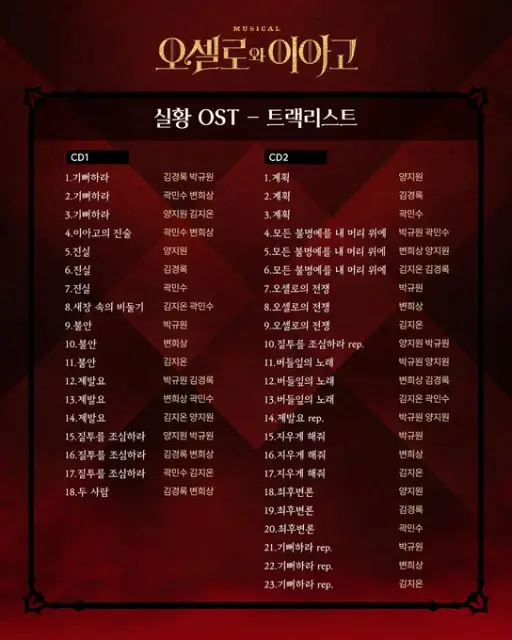 MUSICAL
오셀로와 이아고
실황 OST – 트랙리스트
CD1
1.기뻐하라 김경록 박규원
2.기뻐하라 곽민수 변희상
3.기뻐하라 양지원 김지온
4.이아고의 진술 곽민수 변희상
5.진실 양지원
6.진실 김경록
7.진실 곽민수
8.새장 속의 비둘기 김지온 곽민수
9.불안 박규원
10.불안 변희상
11.불안 김지온
12.제발요 박규원 김경록
13.제발요 변희상 곽민수
14.제발요 김지온 양지원
15.질투를 조심하라 양지원 박규원
16.질투를 조심하라 김경록 변희상
17.질투를 조심하라 곽민수 김지온
18.두 사람 김경록 변희상
CD2
1.계획 양지원
2.계획 김경록
3.계획 곽민수
4.모든 불명예를 내 머리 위에 박규원 곽민수
5.모든 불명예를 내 머리 위에 변희상 양지원
6.모든 불명예를 내 머리 위에 김지온 김경록
7.오셀로의 전쟁 박규원
8.오셀로의 전쟁 변희상
9.오셀로의 전쟁 김지온
10.질투를 조심하라 rep. 양지원 박규원
11.버들잎의 노래 박규원 양지원
12.버들잎의 노래 변희상 김경록
13.버들잎의 노래 김지온 곽민수
14.제발요 rep. 박규원 양지원
15.지우게 해줘 박규원
16.지우게 해줘 변희상
17.지우게 해줘 김지온
18.최후변론 양지원
19.최후변론 김경록
20.최후변론 곽민수
21.기뻐하라 rep. 박규원
22.기뻐하라 rep. 변희상
23.기뻐하라 rep. 김지온